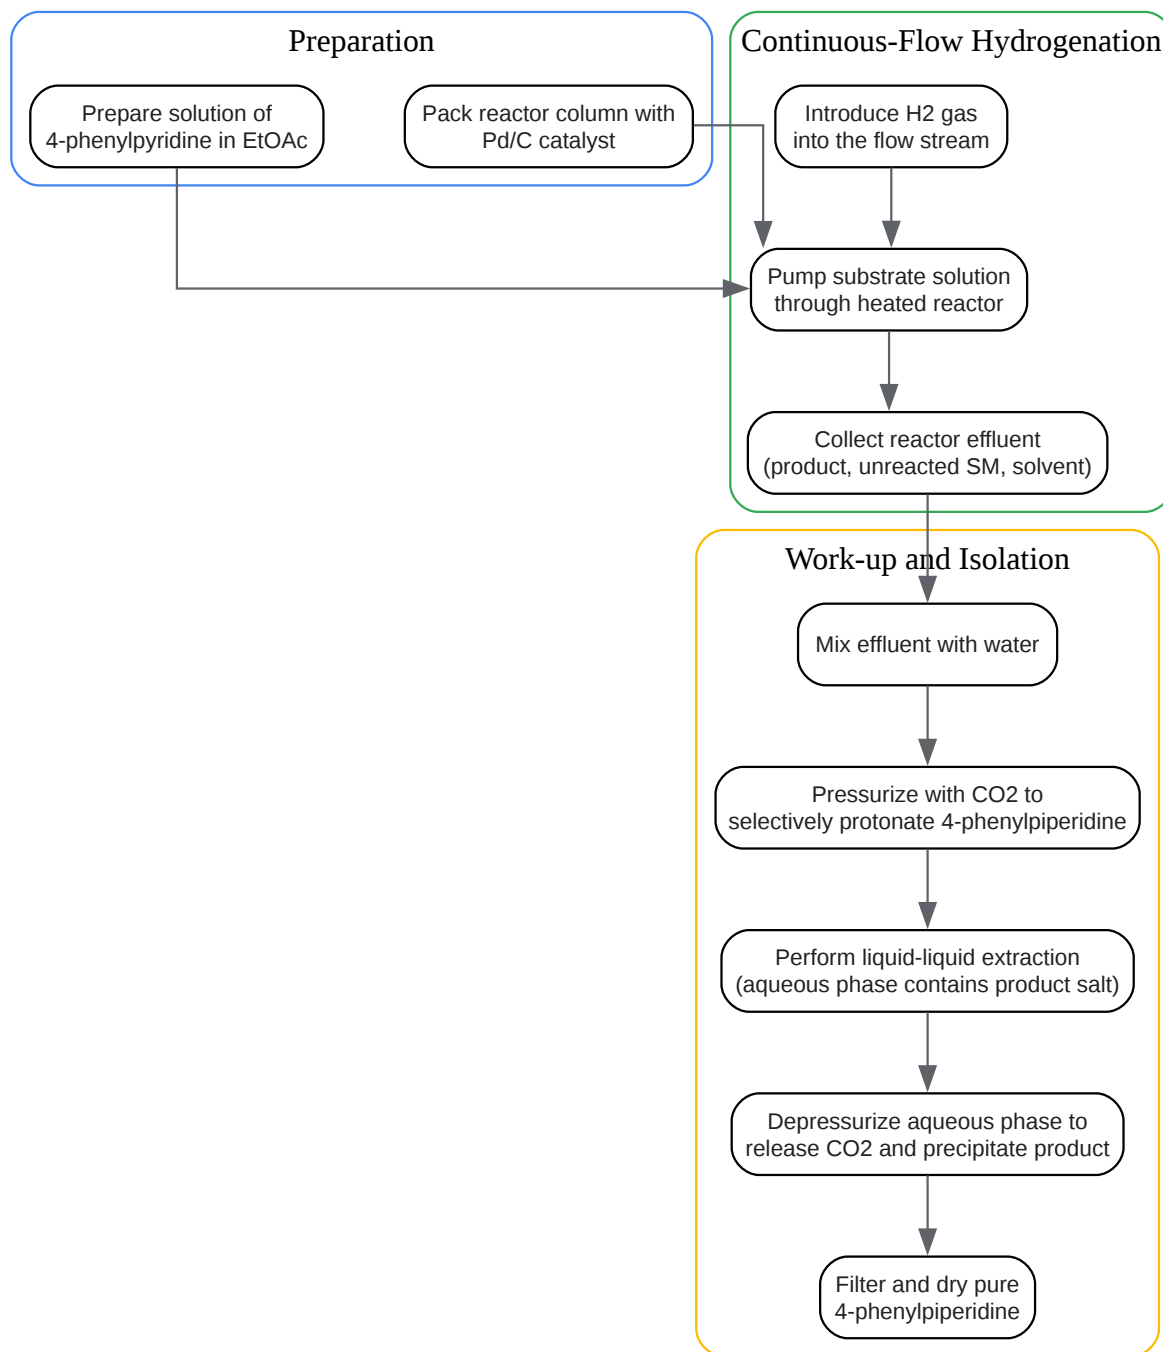 Preparation
Prepare solution of
4-phenylpyridine in EtOAc
Pack reactor column with
Pd/C catalyst
Continuous-Flow Hydrogenation
Introduce H2 gas
into the flow stream
Pump substrate solution
through heated reactor
Collect reactor effluent
(product, unreacted SM, solvent)
Work-up and Isolation
Mix effluent with water
Pressurize with CO2 to
selectively protonate 4-phenylpiperidine
Perform liquid-liquid extraction
(aqueous phase contains product salt)
Depressurize aqueous phase to
release CO2 and precipitate product
Filter and dry pure
4-phenylpiperidine